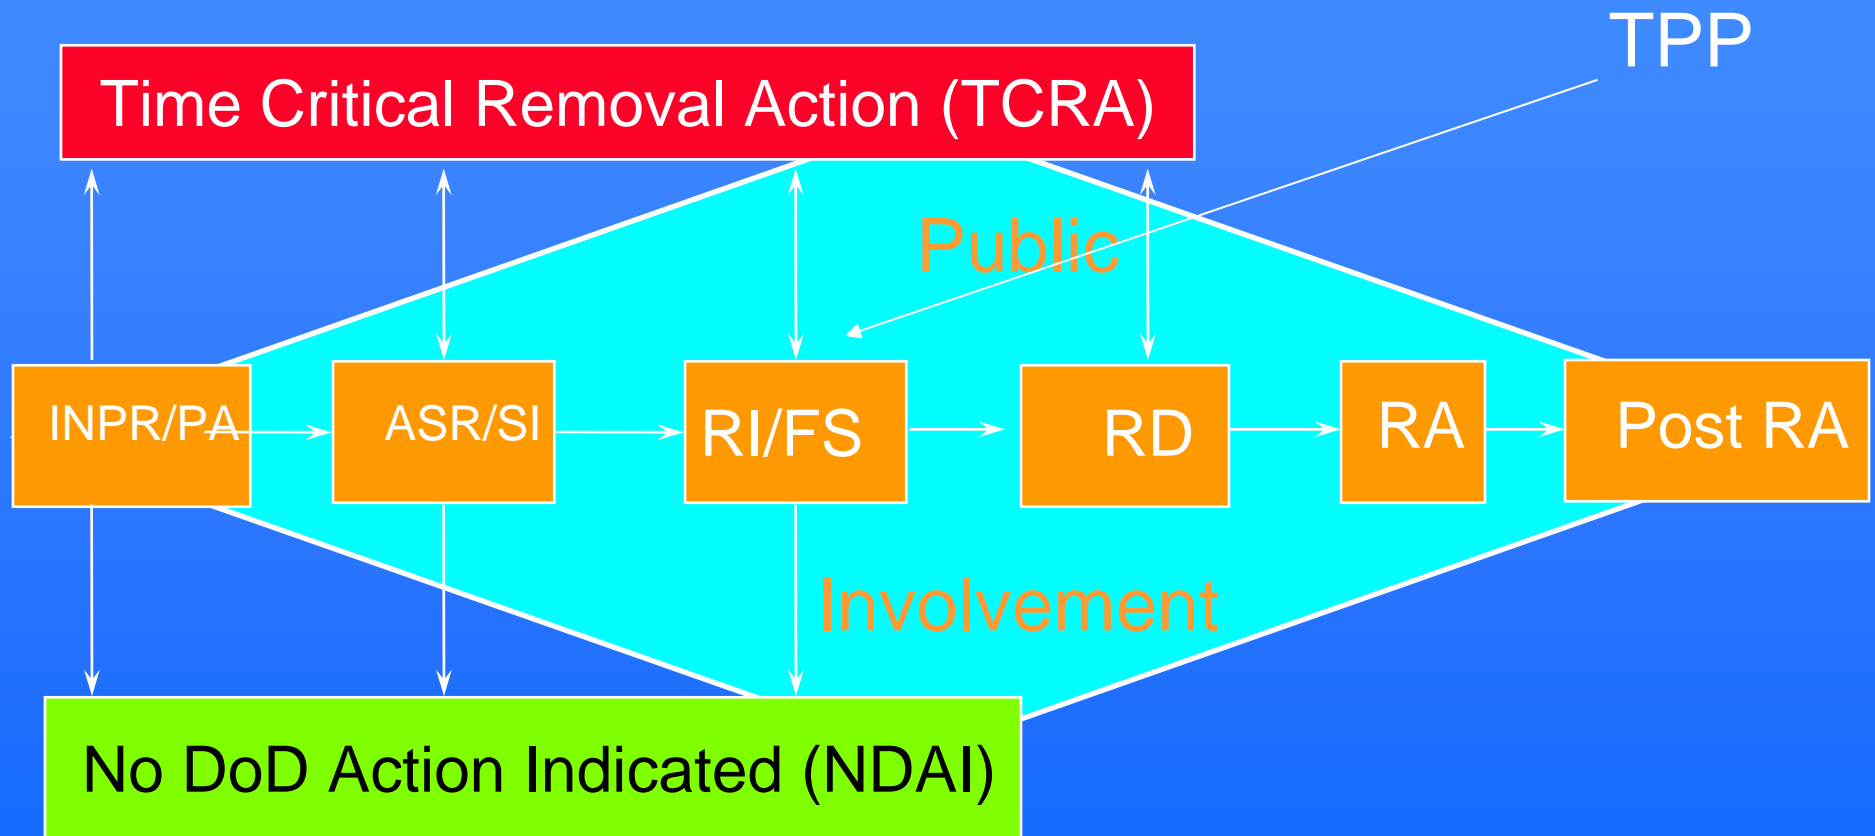 TPP
Time Critical Removal Action (TCRA)
Public
INPR/PA
ASR/SI
RI/FS
RD
RA
Post RA
Involvement
No DoD Action Indicated (NDAI)